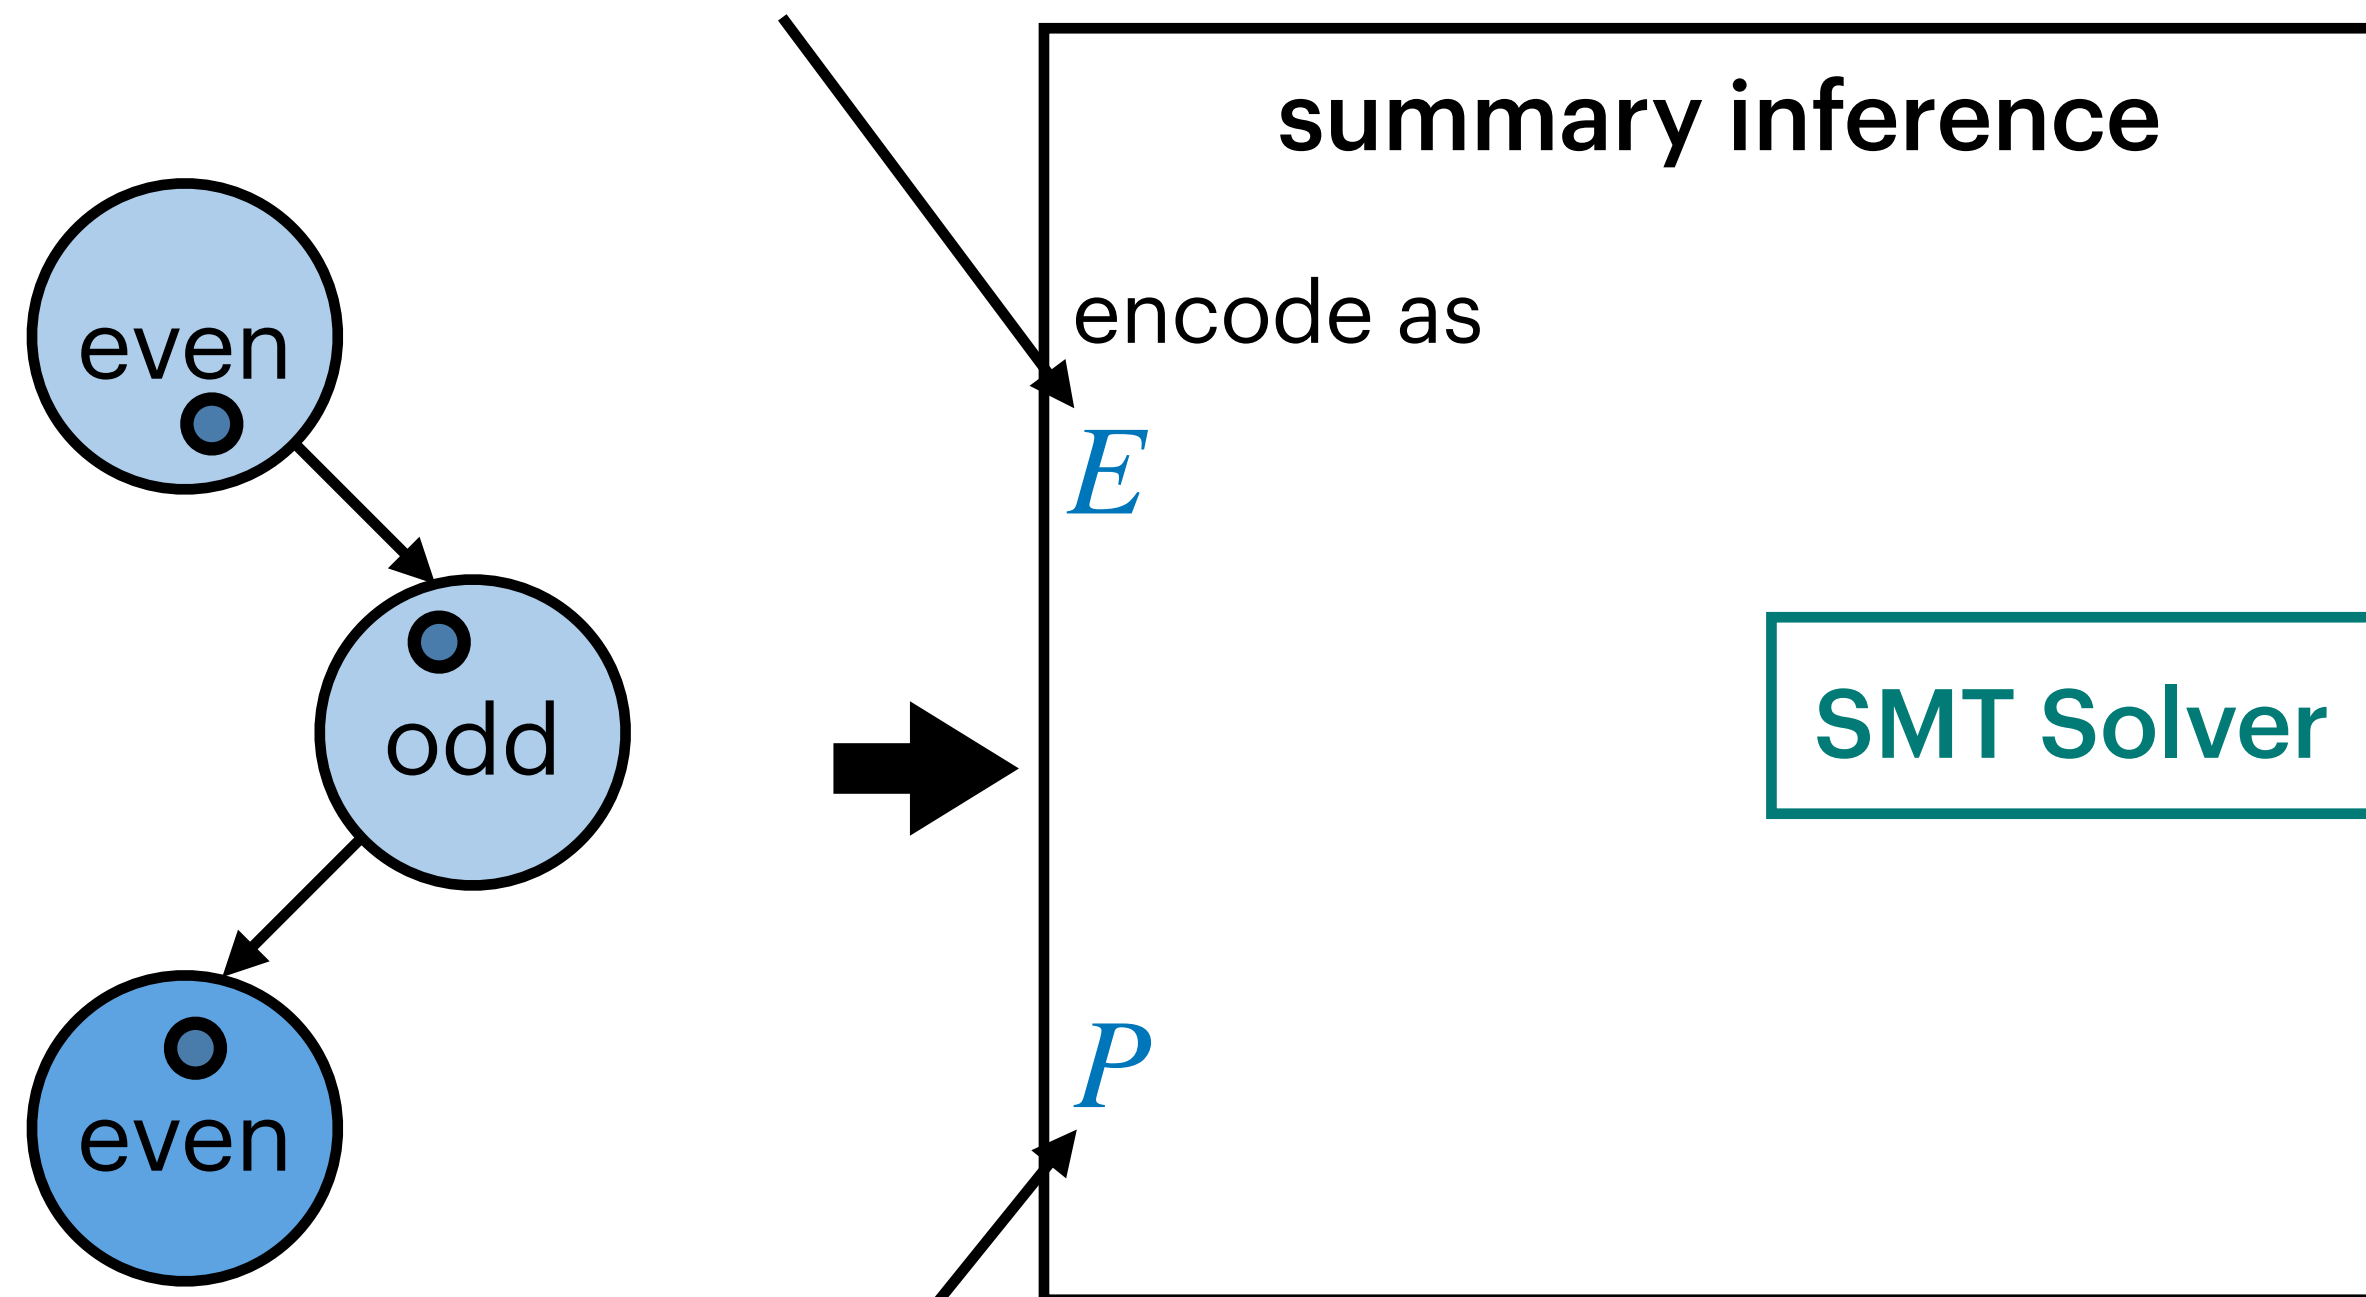 summary inference
encode as
even
E
odd
SMT Solver
P
even